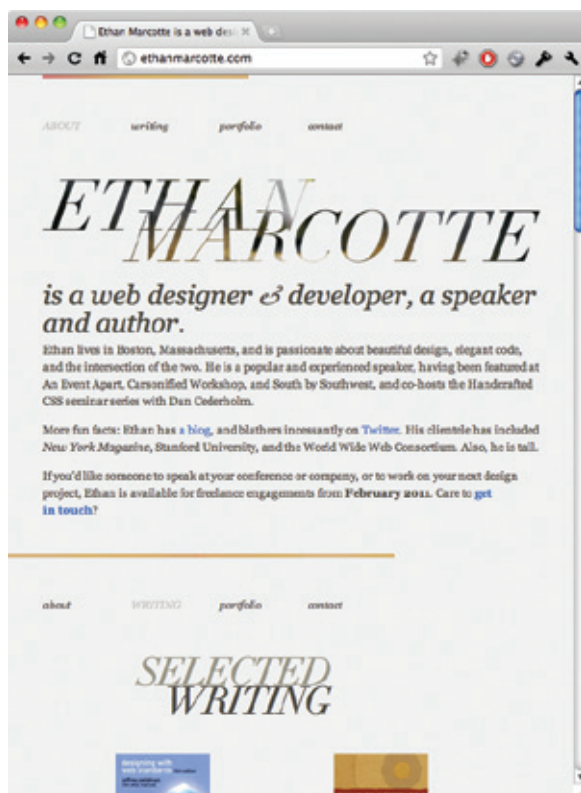 Ethan Marcotte is a web desi
ethanmarcotte.com
ABOUT writing portfolio contact
ETHAN
MARCOTTE
is a web designer & developer, a speaker
and author.
Ethan lives in Boston, Massachusetts, and is passionate about beautiful design, elegant code,
and the intersection of the two. He is a popular and experienced speaker, having been featured at
An Event Apart, Carsonified Workshop, and South by Southwest, and co-hosts the Handcrafted
CSS seminar series with Dan Cederholm.
More fun facts: Ethan has a blog, and blathers incessantly on Twitter. His clientele has included
New York Magazine, Stanford University, and the World Wide Web Consortium. Also, he is tall.
If you'd like someone to speak at your conference or company, or to work on your next design
project, Ethan is available for freelance engagements from February 2011. Care to get
in touch?
about WRITING portfolio contact
SELECTED
WRITING
designing with
web standards